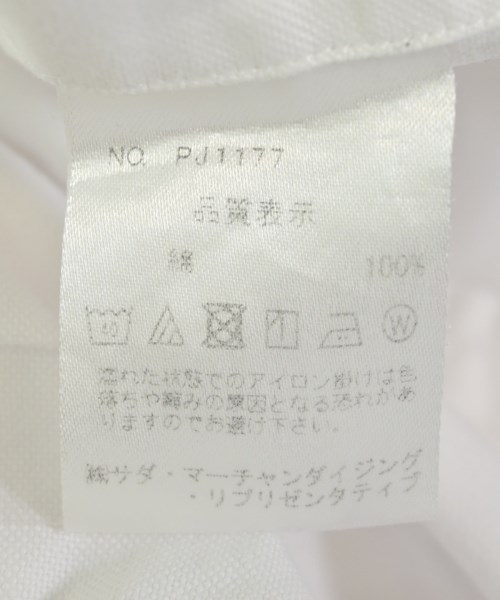 NO. PJ1177
品質表示
綿 100%
40 W
濡れた状態でのアイロン掛けは色
落ちや縮みの原因となる恐れがあ
りますのでお避け下さい。
㈱サダ・マーチャンダイジング
・リプリゼンタティブ